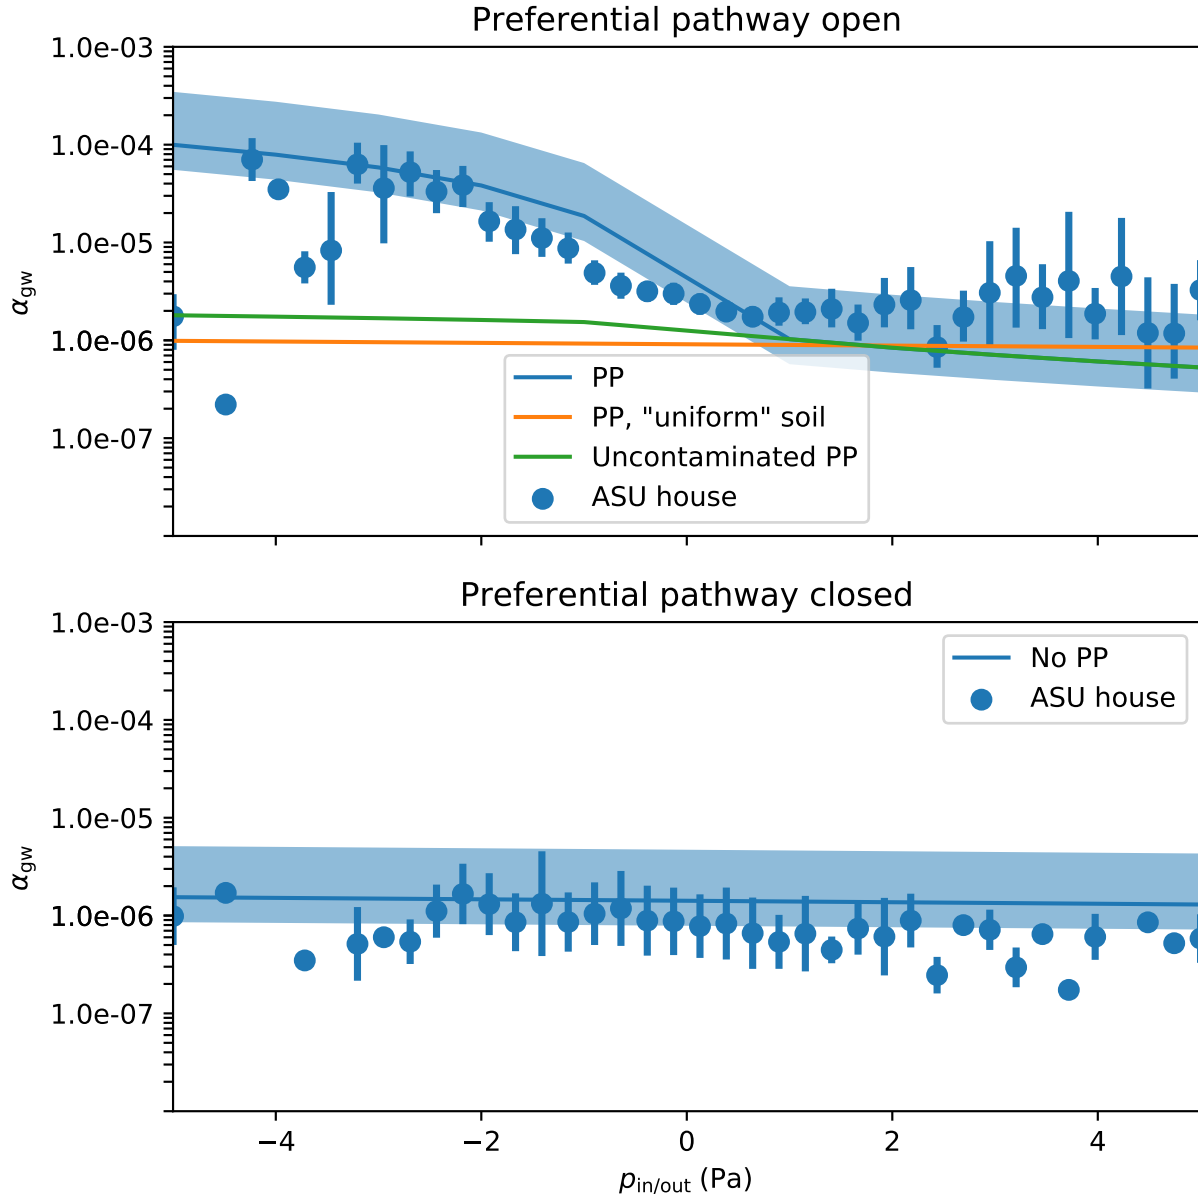 Preferential pathway open
1.0e-03
1.0e-04
1.0e-05
1.0e-06
1.0e-07
αgw
PP
PP, "uniform" soil
Uncontaminated PP
ASU house
Preferential pathway closed
1.0e-03
1.0e-04
1.0e-05
1.0e-06
1.0e-07
αgw
No PP
ASU house
−4 −2 0 2 4
pin/out (Pa)